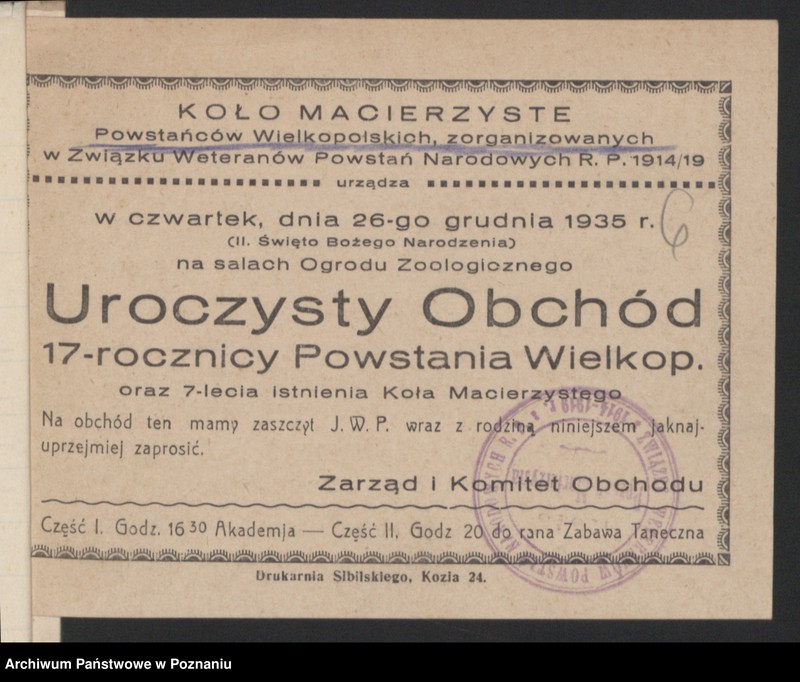 KOŁO MACIERZYSTE
Powstańców Wielkopolskich, zorganizowanych
w Związku Weteranów Powstań Narodowych R. P. 1914/19
urządza
w czwartek, dnia 26-go grudnia 1935 r.
6
(II. Święto Bożego Narodzenia)
na salach Ogrodu Zoologicznego
Uroczysty Obchód
17-rocznicy Powstania Wielkop.
oraz 7-lecia istnienia Koła Macierzystego
Na obchód ten mamy zaszczyt J. W. P. wraz z rodziną niniejszem jaknaj-
uprzejmiej zaprosić.
Zarząd i Komitet Obchodu
Część I. Godz. 16 30 Akademja — Część II. Godz 20 do rana Zabawa Taneczna
Drukarnia Sibilskiego, Kozia 24.
Archiwum Państwowe w Poznaniu